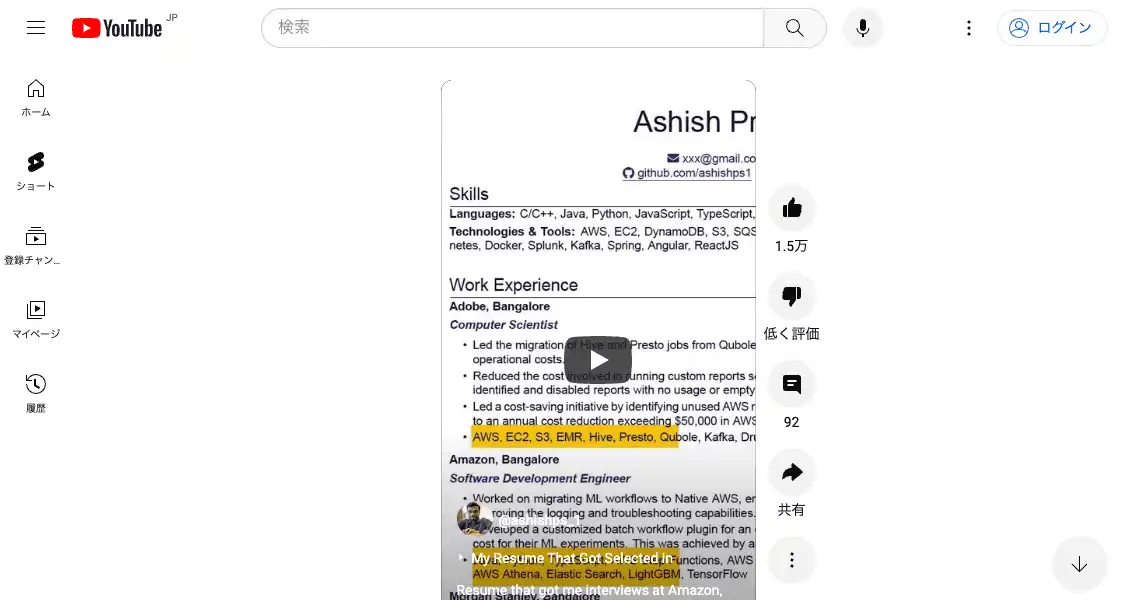 YouTube JP
検索
ログイン
ホーム
ショート
登録チャン...
マイページ
履歴
Ashish Pr
xxx@gmail.co
github.com/ashishps1
Skills
Languages: C/C++, Java, Python, JavaScript, TypeScript,
Technologies & Tools: AWS, EC2, DynamoDB, S3, SQS
netes, Docker, Splunk, Kafka, Spring, Angular, ReactJS
Work Experience
Adobe, Bangalore
Computer Scientist
• Led the migration of Hive and Presto jobs from Qubole
operational costs.
• Reduced the cost involved in running custom reports s
identified and disabled reports with no usage or empty
• Led a cost-saving initiative by identifying unused AWS r
to an annual cost reduction exceeding $50,000 in AWS
• AWS, EC2, S3, EMR, Hive, Presto, Qubole, Kafka, Dru
Amazon, Bangalore
Software Development Engineer
• Worked on migrating ML workflows to Native AWS, en
roving the logging and troubleshooting capabilities.
@ashishps_1
veloped a customized batch workflow plugin for an
cost for their ML experiments. This was achieved by a
My Resume That Got Selected in
unctions, AWS
AWS Athena, Elastic Search, LightGBM, TensorFlow
Resume that got me interviews at Amazon,
Morgan Stanley, Bangalore
1.5万
低く評価
92
共有